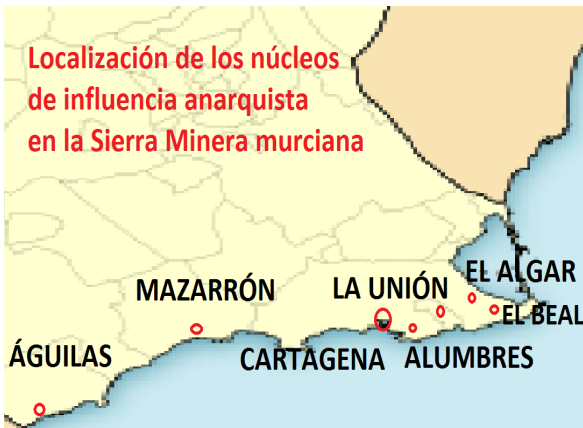 Localización de los núcleos
de influencia anarquista
en la Sierra Minera murciana
EL ALGAR
MAZARRÓN
LA UNIÓN
EL BEAL
ÁGUILAS
CARTAGENA
ALUMBRES